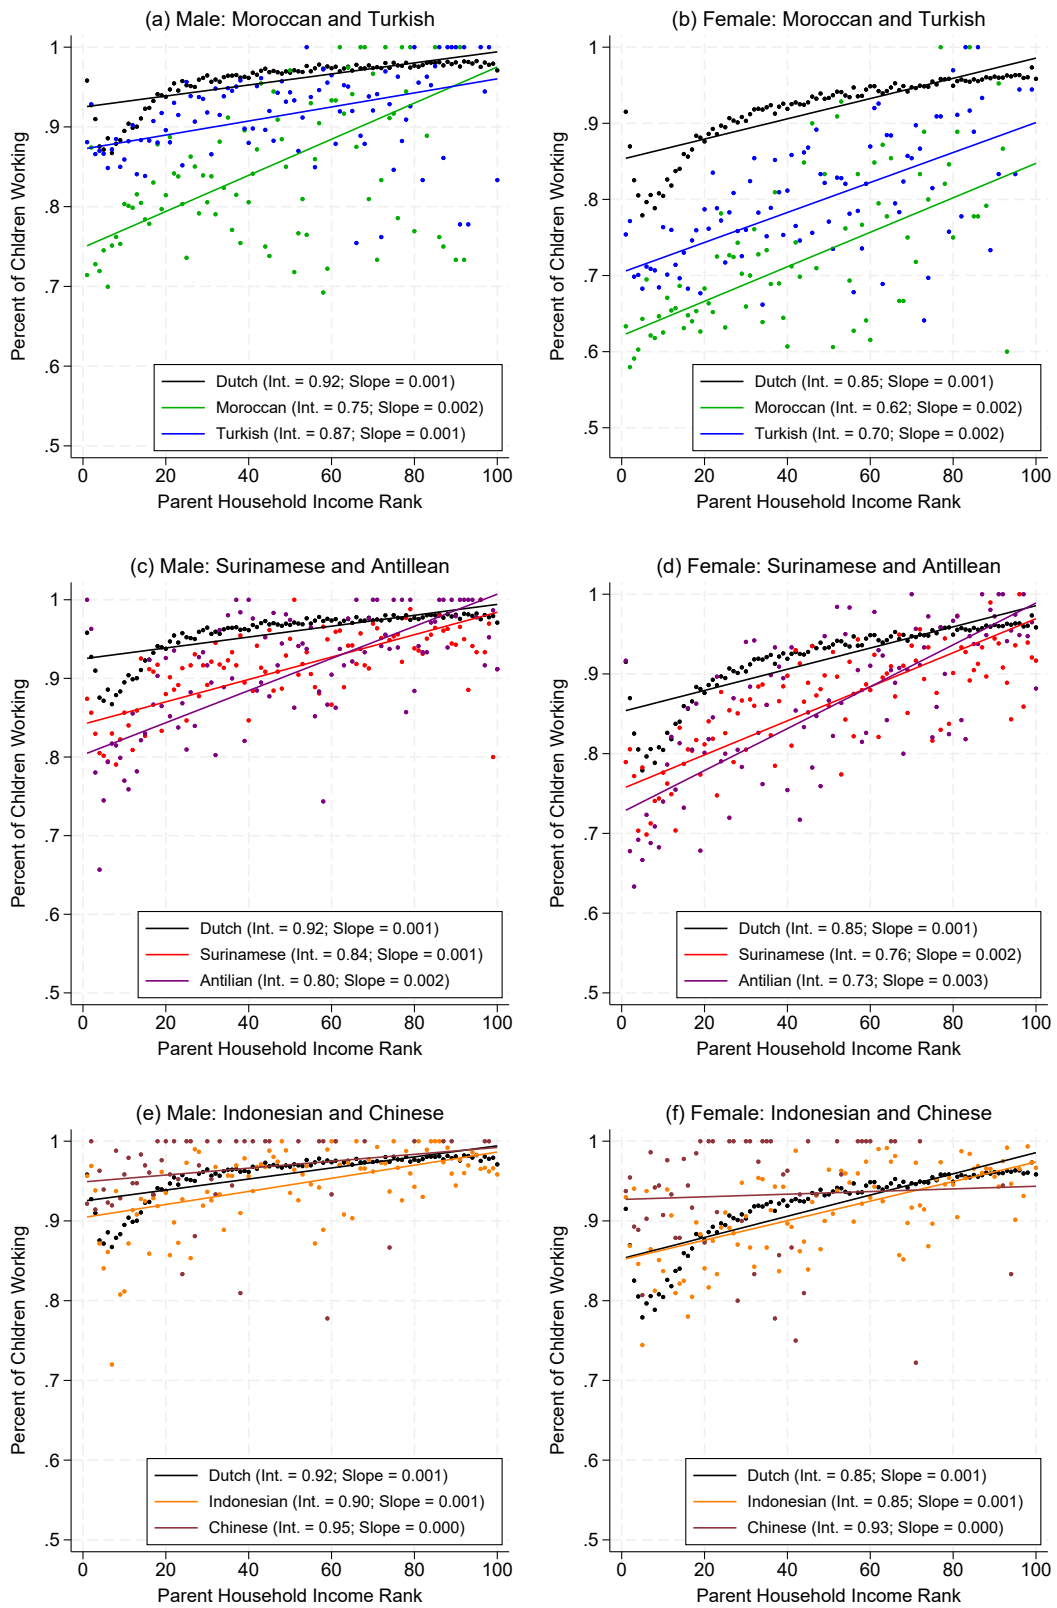 (a) Male: Moroccan and Turkish
Percent of Children Working
1
.9
.8
.7
.6
.5
Dutch (Int. = 0.92; Slope = 0.001)
Moroccan (Int. = 0.75; Slope = 0.002)
Turkish (Int. = 0.87; Slope = 0.001)
0 20 40 60 80 100
Parent Household Income Rank
(b) Female: Moroccan and Turkish
Percent of Children Working
1
.9
.8
.7
.6
.5
Dutch (Int. = 0.85; Slope = 0.001)
Moroccan (Int. = 0.62; Slope = 0.002)
Turkish (Int. = 0.70; Slope = 0.002)
0 20 40 60 80 100
Parent Household Income Rank
(c) Male: Surinamese and Antillean
Percent of Children Working
1
.9
.8
.7
.6
.5
Dutch (Int. = 0.92; Slope = 0.001)
Surinamese (Int. = 0.84; Slope = 0.001)
Antilian (Int. = 0.80; Slope = 0.002)
0 20 40 60 80 100
Parent Household Income Rank
(d) Female: Surinamese and Antillean
Percent of Children Working
1
.9
.8
.7
.6
.5
Dutch (Int. = 0.85; Slope = 0.001)
Surinamese (Int. = 0.76; Slope = 0.002)
Antilian (Int. = 0.73; Slope = 0.003)
0 20 40 60 80 100
Parent Household Income Rank
(e) Male: Indonesian and Chinese
Percent of Children Working
1
.9
.8
.7
.6
.5
Dutch (Int. = 0.92; Slope = 0.001)
Indonesian (Int. = 0.90; Slope = 0.001)
Chinese (Int. = 0.95; Slope = 0.000)
0 20 40 60 80 100
Parent Household Income Rank
(f) Female: Indonesian and Chinese
Percent of Children Working
1
.9
.8
.7
.6
.5
Dutch (Int. = 0.85; Slope = 0.001)
Indonesian (Int. = 0.85; Slope = 0.001)
Chinese (Int. = 0.93; Slope = 0.000)
0 20 40 60 80 100
Parent Household Income Rank